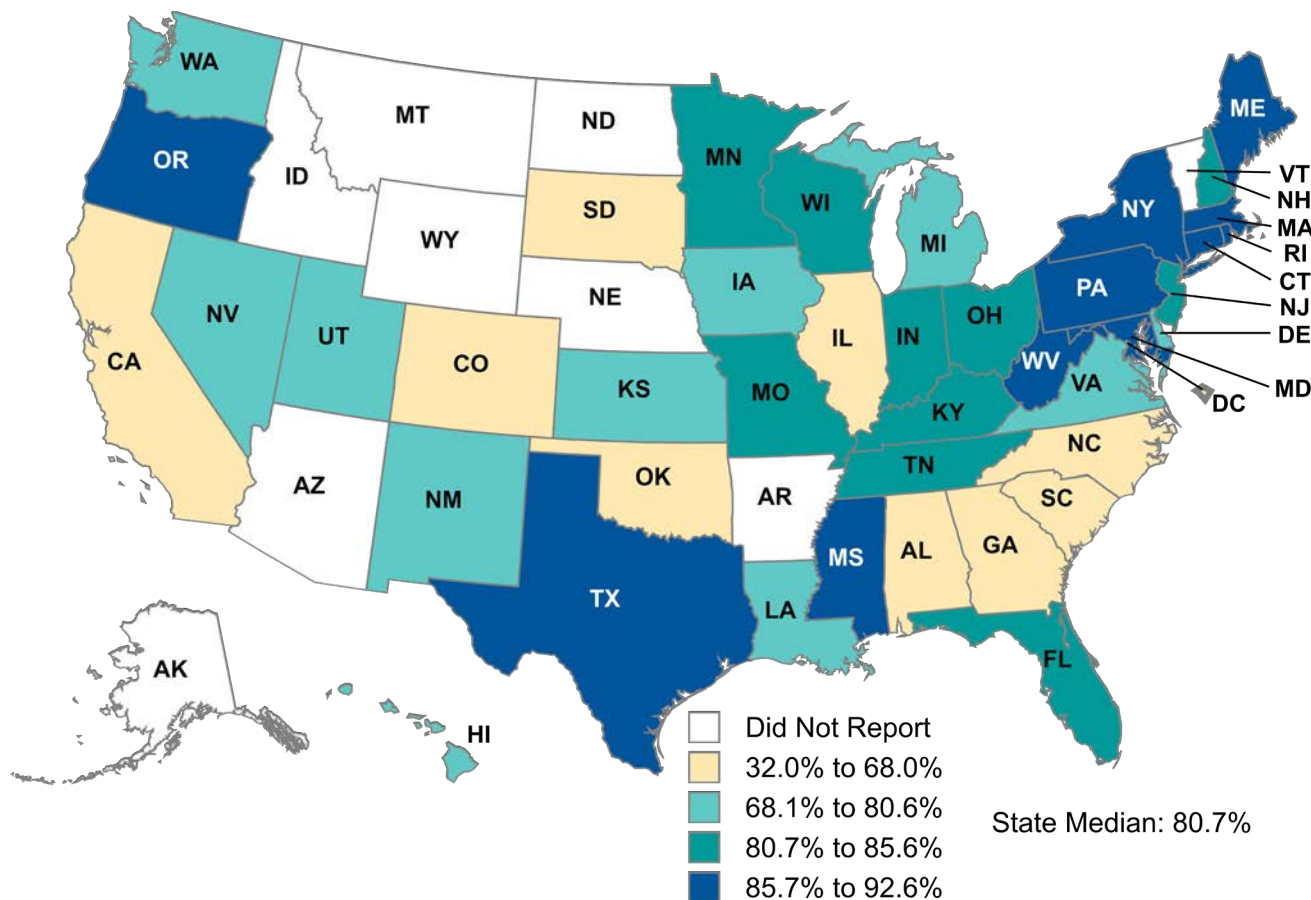 WA
MT
ND
ME
OR
MN
ID
VT
SD
WI
NH
NY
MA
WY
MI
RI
CT
IA
PA
NE
NJ
NV
OH
UT
IN
DE
IL
CO
WV
CA
VA
MD
KS
MO
DC
KY
NC
TN
OK
AZ
AR
SC
NM
GA
AL
MS
TX
LA
FL
AK
HI
Did Not Report
32.0% to 68.0%
68.1% to 80.6%
State Median: 80.7%
80.7% to 85.6%
85.7% to 92.6%